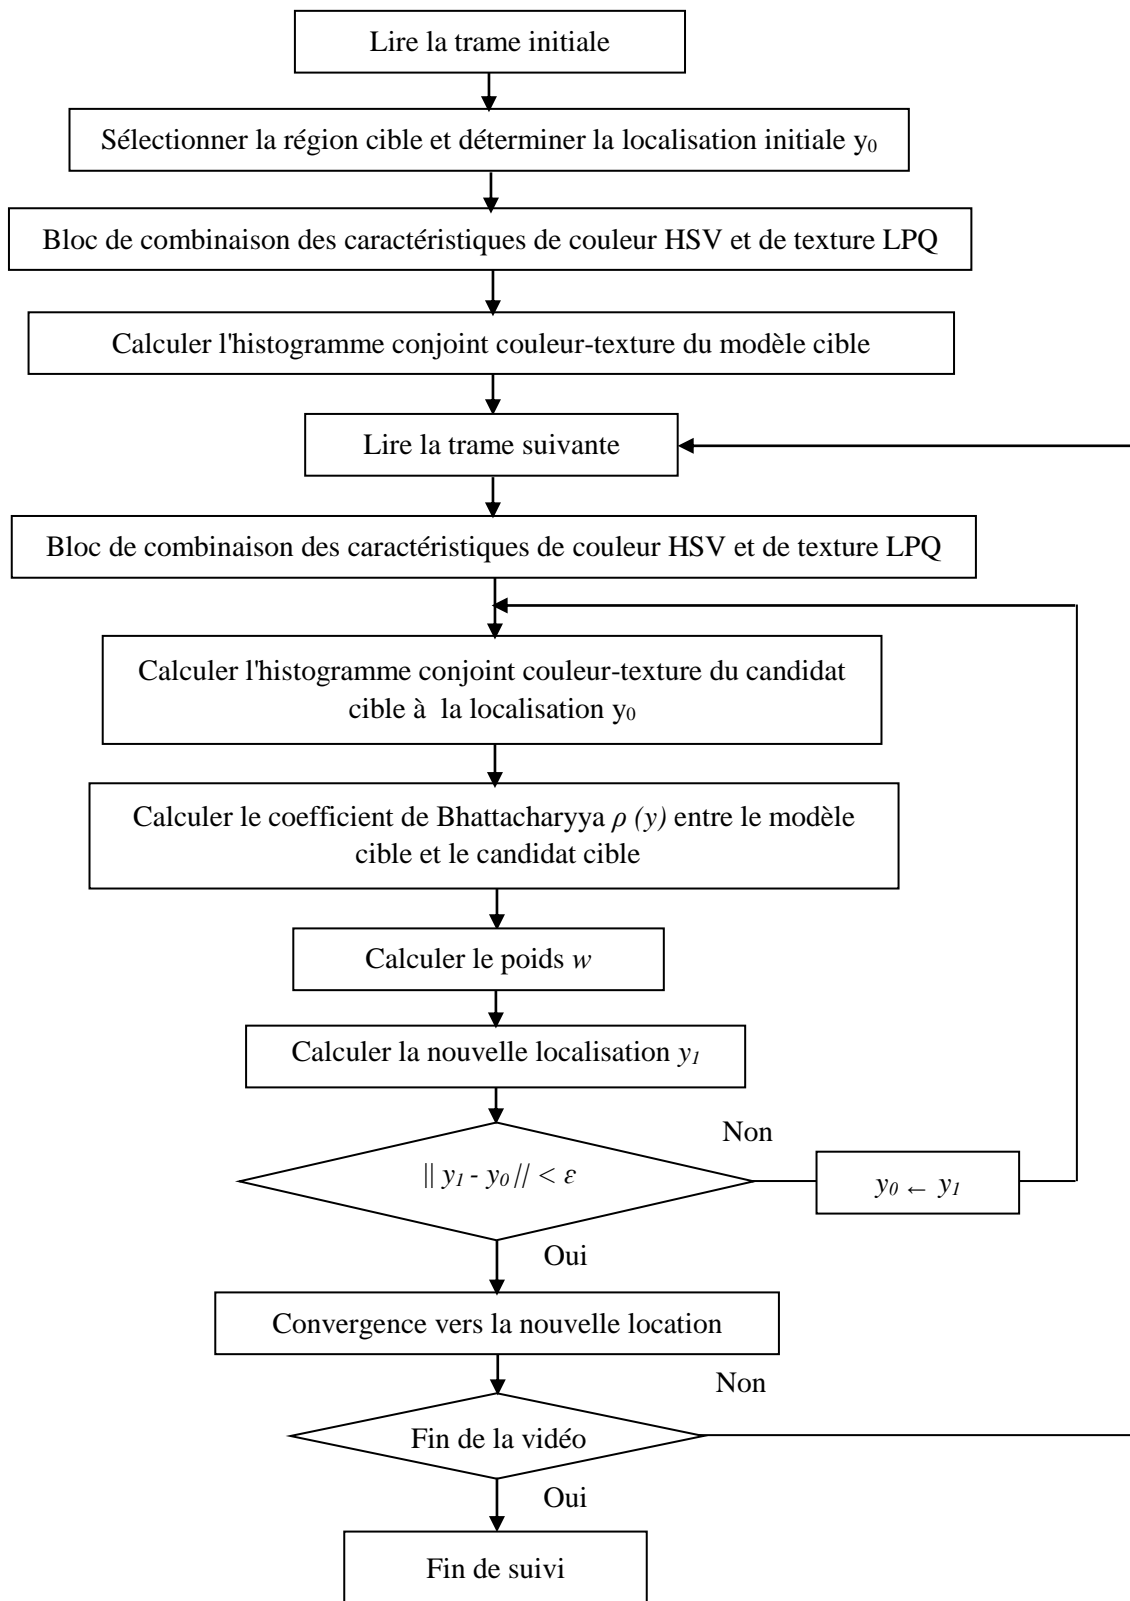 Lire la trame initiale
Sélectionner la région cible et déterminer la localisation initiale y₀
Bloc de combinaison des caractéristiques de couleur HSV et de texture LPQ
Calculer l'histogramme conjoint couleur-texture du modèle cible
Lire la trame suivante
Bloc de combinaison des caractéristiques de couleur HSV et de texture LPQ
Calculer l'histogramme conjoint couleur-texture du candidat
cible à la localisation y₀
Calculer le coefficient de Bhattacharyya ρ (y) entre le modèle
cible et le candidat cible
Calculer le poids w
Calculer la nouvelle localisation y₁
|| y₁ - y₀ || < ε
Non
y₀ ← y₁
Oui
Convergence vers la nouvelle location
Non
Fin de la vidéo
Oui
Fin de suivi